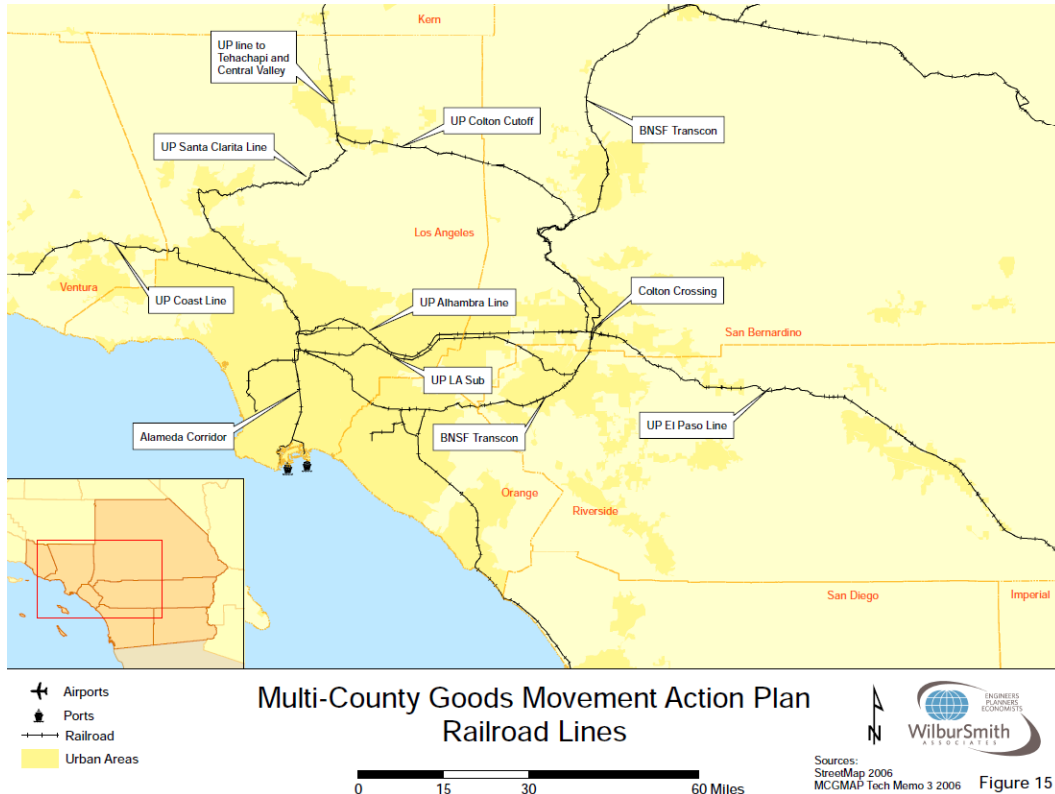 Kern
UP line to
Tehachapi and
Central Valley
UP Colton Cutoff
BNSF Transcon
UP Santa Clarita Line
Los Angeles
Ventura
UP Coast Line
Colton Crossing
UP Alhambra Line
San Bernardino
UP LA Sub
UP El Paso Line
Alameda Corridor
BNSF Transcon
Orange
Riverside
San Diego
Imperial
Airports
Ports
Railroad
Urban Areas
Multi-County Goods Movement Action Plan
Railroad Lines
0 15 30 60 Miles
N
ENGINEERS
PLANNERS
ECONOMISTS
WilburSmith
ASSOCIATES
Sources:
StreetMap 2006
MCGMAP Tech Memo 3 2006
Figure 15